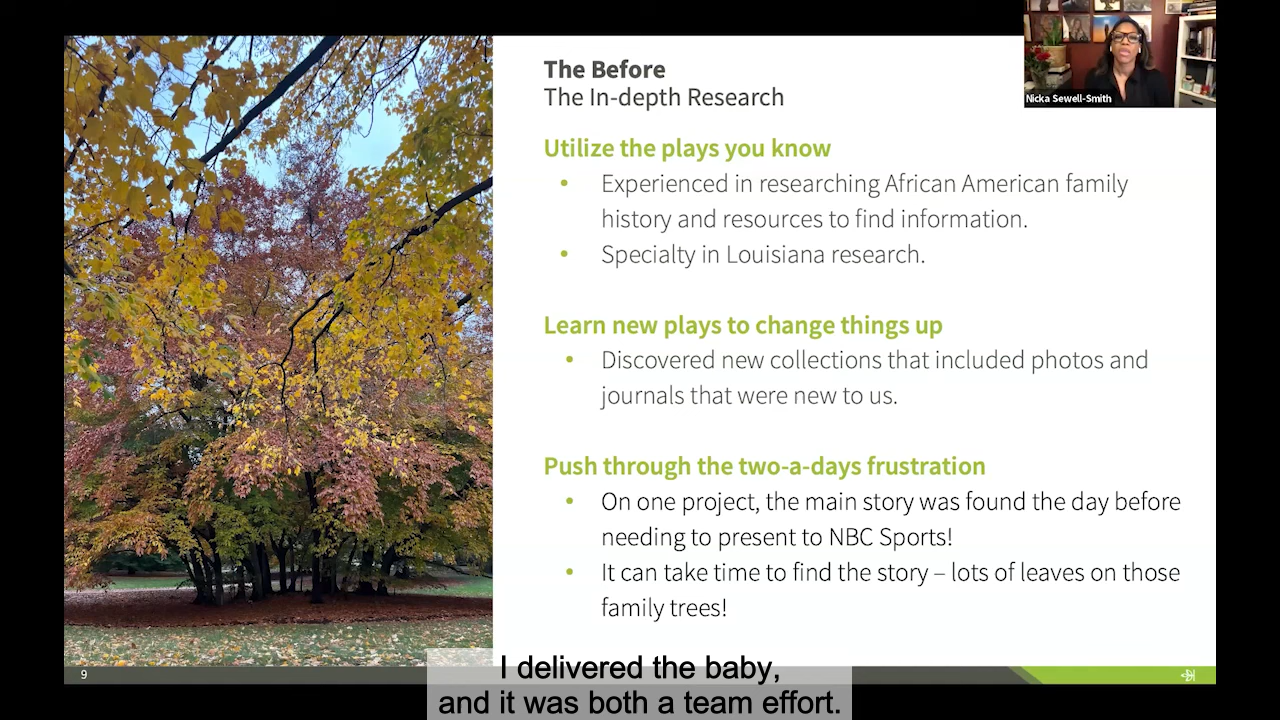 The Before
The In-depth Research
Nicka Sewell-Smith
Utilize the plays you know
• Experienced in researching African American family
history and resources to find information.
• Specialty in Louisiana research.
Learn new plays to change things up
• Discovered new collections that included photos and
journals that were new to us.
Push through the two-a-days frustration
• On one project, the main story was found the day before
needing to present to NBC Sports!
• It can take time to find the story – lots of leaves on those
family trees!
9
I delivered the baby,
and it was both a team effort.